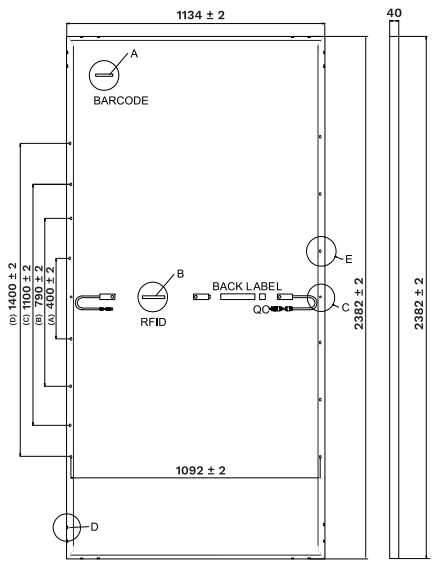 1134 ± 2
40
A
BARCODE
E
B
BACK LABEL
QC
C
RFID
(D) 1400 ± 2
(C) 1100 ± 2
(B) 790 ± 2
(A) 400 ± 2
2382 ± 2
2382 ± 2
1092 ± 2
D